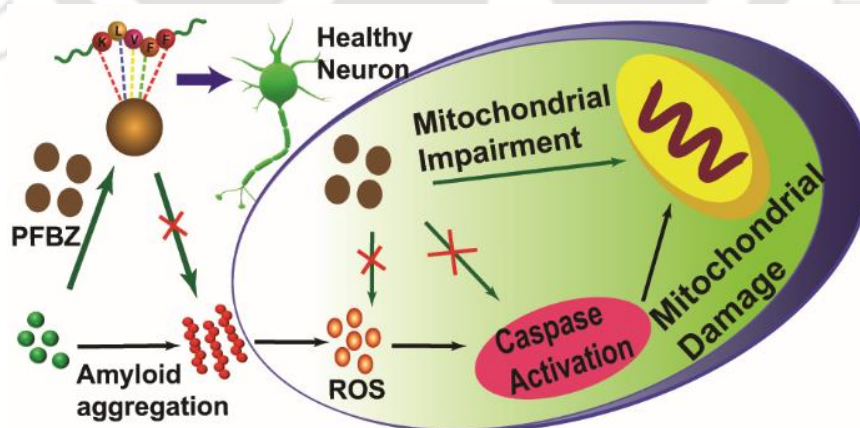 K L V F F
Healthy
Neuron
PFBZ
Mitochondrial
Impairment
Amyloid
aggregation
ROS
Caspase
Activation
Mitochondrial
Damage